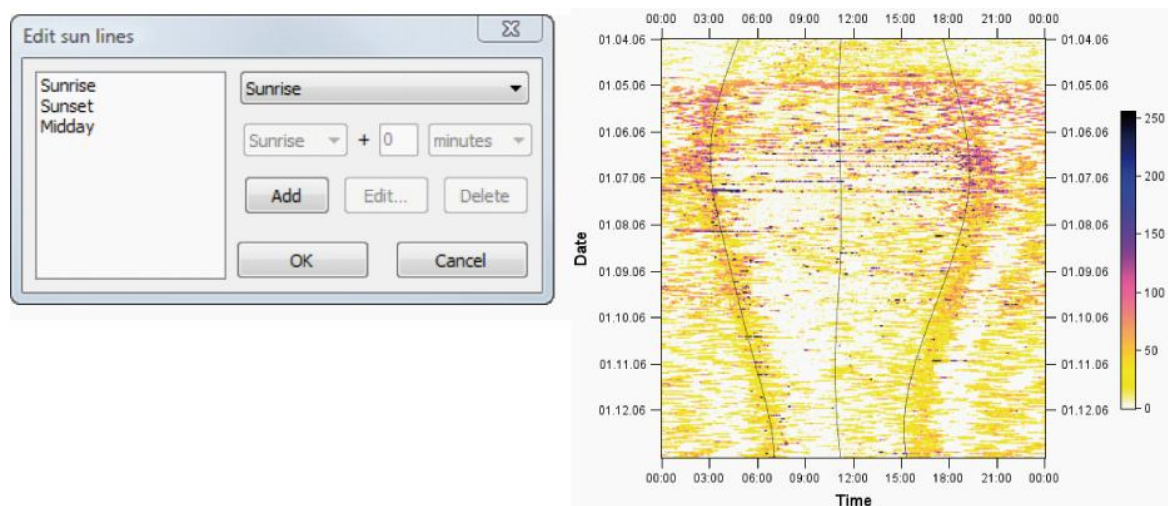 Edit sun lines
Sunrise
Sunset
Midday
Sunrise
Sunrise + 0 minutes
Add Edit... Delete
OK Cancel
00:00 03:00 06:00 09:00 12:00 15:00 18:00 21:00 00:00
01.04.06 01.04.06
01.05.06 01.05.06
01.06.06 01.06.06
01.07.06 01.07.06
01.08.06 01.08.06
01.09.06 01.09.06
01.10.06 01.10.06
01.11.06 01.11.06
01.12.06 01.12.06
Date
00:00 03:00 06:00 09:00 12:00 15:00 18:00 21:00 00:00
Time
250
200
150
100
50
0